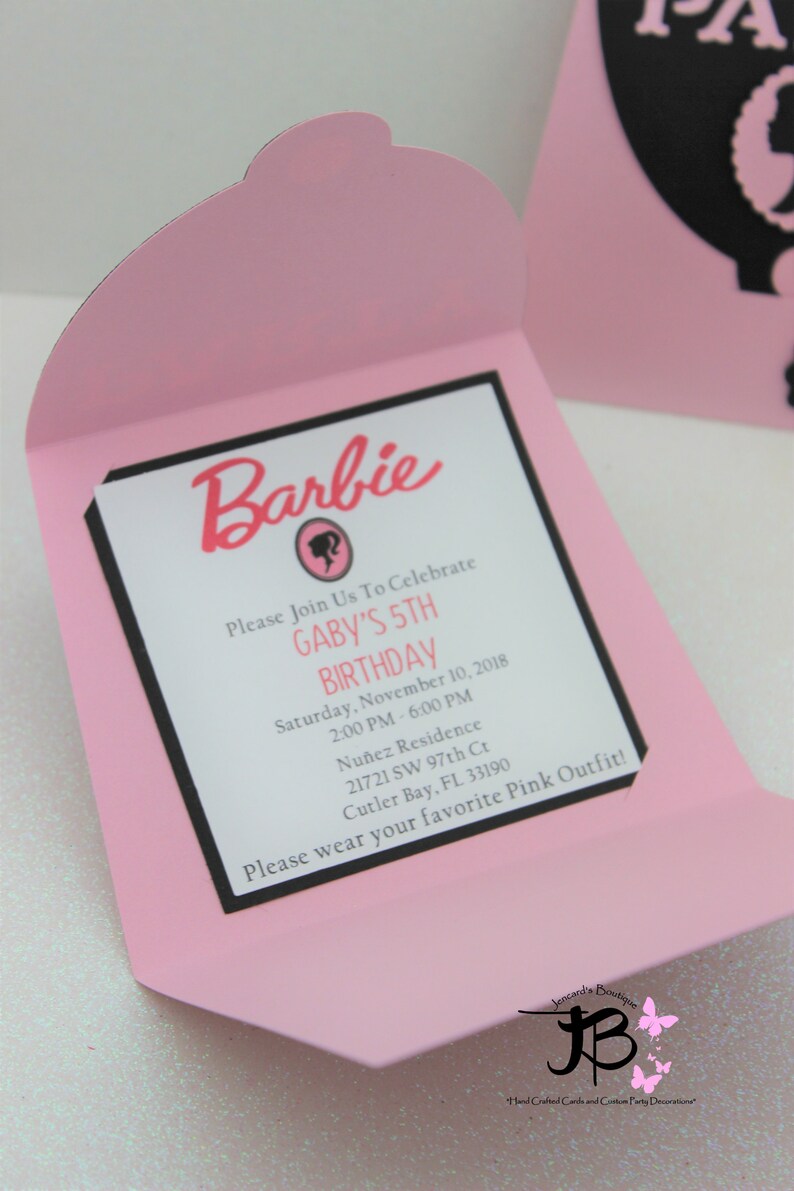 PA
Barbie
Please Join Us To Celebrate
GABY'S 5TH
BIRTHDAY
Saturday, November 10, 2018
2:00 PM - 6:00 PM
Nuñez Residence
21721 SW 97th Ct
Cutler Bay, FL 33190
Please wear your favorite Pink Outfit!
Jencard's Boutique
JB
"Hand Crafted Cards and Custom Party Decorations"